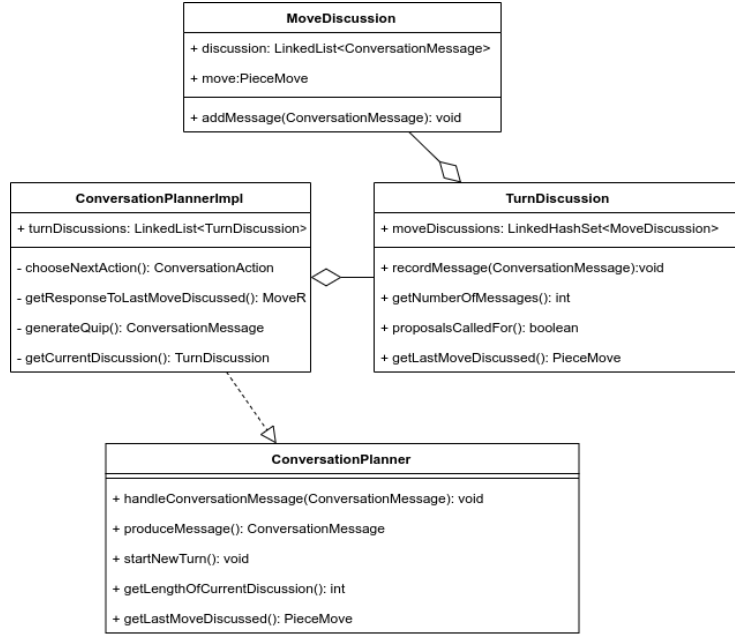 MoveDiscussion
+ discussion: LinkedList<ConversationMessage>
+ move:PieceMove
+ addMessage(ConversationMessage): void
ConversationPlannerImpl
+ turnDiscussions: LinkedList<TurnDiscussion>
- chooseNextAction(): ConversationAction
- getResponseToLastMoveDiscussed(): MoveR
- generateQuip(): ConversationMessage
- getCurrentDiscussion(): TurnDiscussion
TurnDiscussion
+ moveDiscussions: LinkedHashSet<MoveDiscussion>
+ recordMessage(ConversationMessage):void
+ getNumberOfMessages(): int
+ proposalsCalledFor(): boolean
+ getLastMoveDiscussed(): PieceMove
ConversationPlanner
+ handleConversationMessage(ConversationMessage): void
+ produceMessage(): ConversationMessage
+ startNewTurn(): void
+ getLengthOfCurrentDiscussion(): int
+ getLastMoveDiscussed(): PieceMove